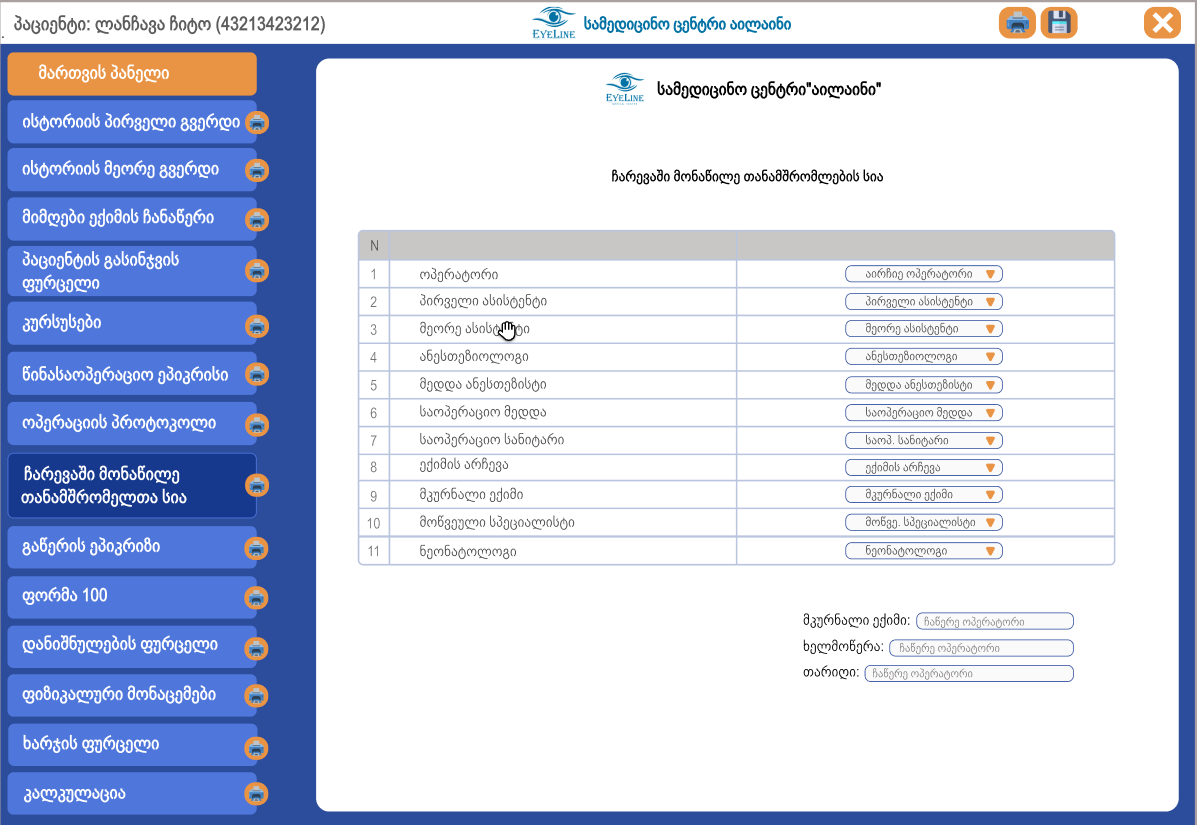 პაციენტი: ლანჩავა ჩიტო (43213423212)
EYELINE
სამედიცინო ცენტრი აილაინი
მართვის პანელი
ისტორიის პირველი გვერდი
ისტორიის მეორე გვერდი
მიმღები ექიმის ჩანაწერი
პაციენტის გასინჯვის
ფურცელი
კურსუსები
წინასაოპერაციო ეპიკრისი
ოპერაციის პროტოკოლი
ჩარევაში მონაწილე
თანამშრომელთა სია
გაწერის ეპიკრიზი
ფორმა 100
დანიშნულების ფურცელი
ფიზიკალური მონაცემები
ხარჯის ფურცელი
კალკულაცია
EYELINE
სამედიცინო ცენტრი"აილაინი"
ჩარევაში მონაწილე თანამშრომლების სია
N
1 ოპერატორი აირჩიე ოპერატორი
2 პირველი ასისტენტი პირველი ასისტენტი
3 მეორე მეორე ასისტენტი
4 ანესთეზიოლოგი ანესთეზიოლოგი
5 მედდა ანესთეზისტი მედდა ანესთეზისტი
6 საოპერაციო მედდა საოპერაციო მედდა
7 საოპერაციო სანიტარი საოპ. სანიტარი
8 ექიმის არჩევა ექიმის არჩევა
9 მკურნალი ექიმი მკურნალი ექიმი
10 მოწვეული სპეციალისტი მოწვე. სპეციალისტი
11 ნეონატოლოგი ნეონატოლოგი
მკურნალი ექიმი: ჩაწერე ოპერატორი
ხელმოწერა: ჩაწერე ოპერატორი
თარიღი: ჩაწერე ოპერატორი